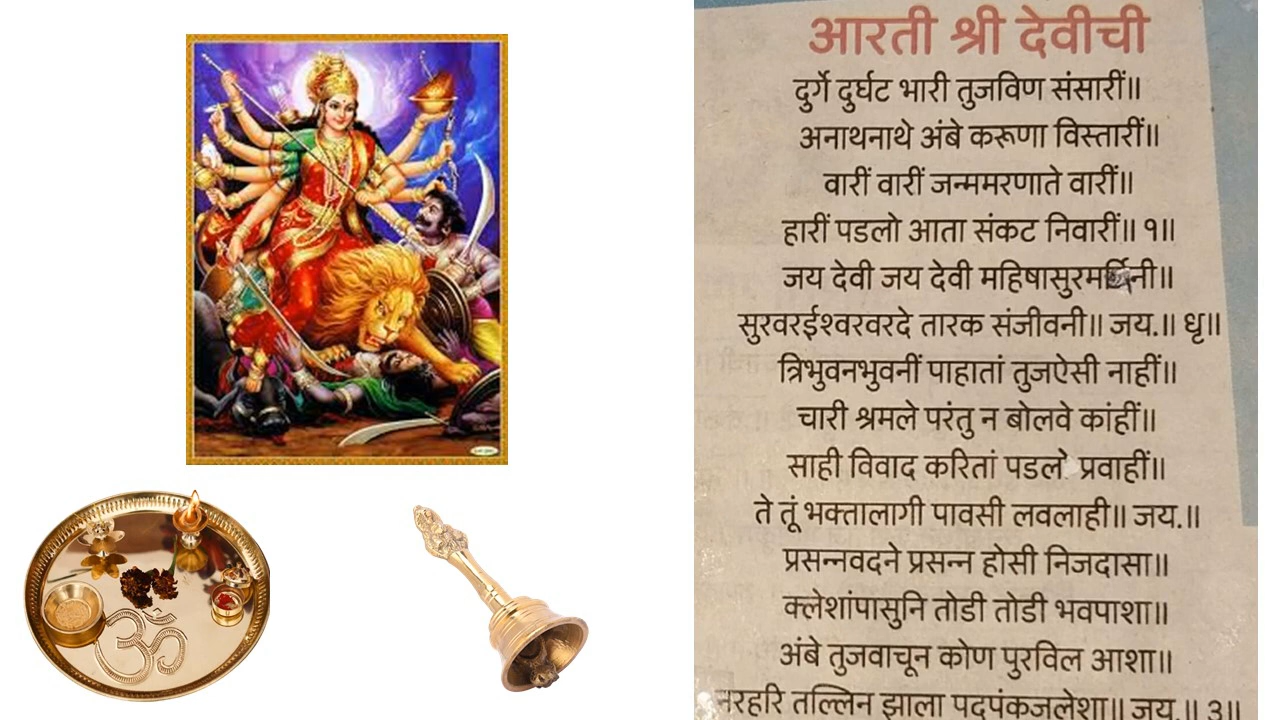 आरती श्री देवीची
दुर्गे दुर्घट भारी तुजविण संसारीं॥
अनाथनाथे अंबे करूणा विस्तारीं॥
वारीं वारीं जन्ममरणाते वारीं॥
हारीं पडलो आता संकट निवारीं॥ १॥
जय देवी जय देवी महिषासुरमर्दिनी॥
सुरवरईश्वरवरदे तारक संजीवनी॥ जय.॥ धृ॥
त्रिभुवनभुवनीं पाहातां तुजऐसी नाहीं॥
चारी श्रमले परंतु न बोलवे कांहीं॥
साही विवाद करितां पडले प्रवाहीं॥
ते तूं भक्तालागी पावसी लवलाही॥ जय.॥
प्रसन्नवदने प्रसन्न होसी निजदासा॥
क्लेशांपासुनि तोडी तोडी भवपाशा॥
अंबे तुजवाचून कोण पुरविल आशा॥
नरहरि तल्लिन झाला पदपंकजलेशा॥ जय.॥ ३॥
ॐ